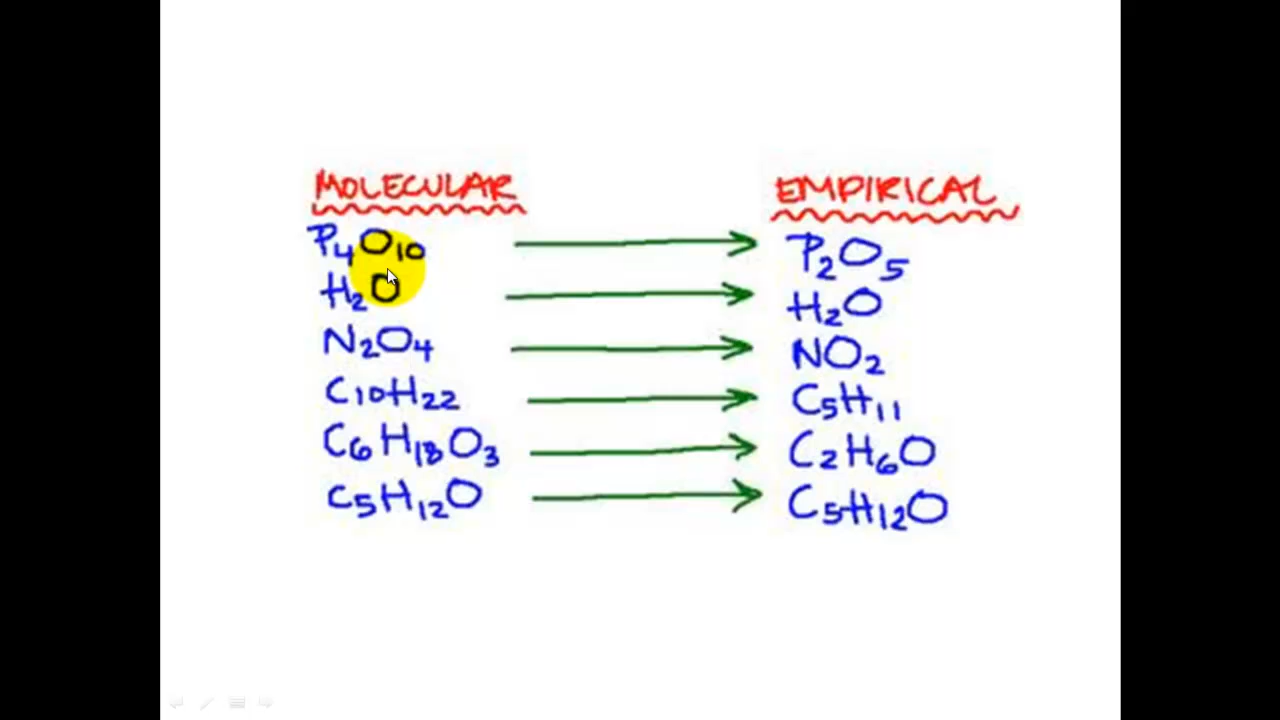 MOLECULAR EMPIRICAL
P₄O₁₀ → P₂O₅
H₂O → H₂O
N₂O₄ → NO₂
C₁₀H₂₂ → C₅H₁₁
C₆H₁₈O₃ → C₂H₆O
C₅H₁₂O → C₅H₁₂O